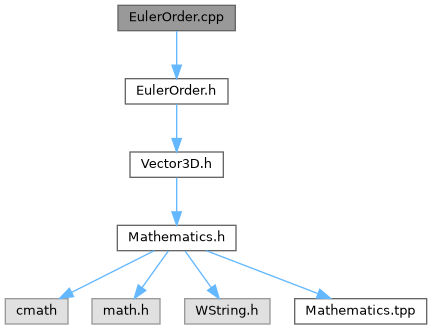 EulerOrder.cpp
EulerOrder.h
Vector3D.h
Mathematics.h
cmath
math.h
WString.h
Mathematics.tpp